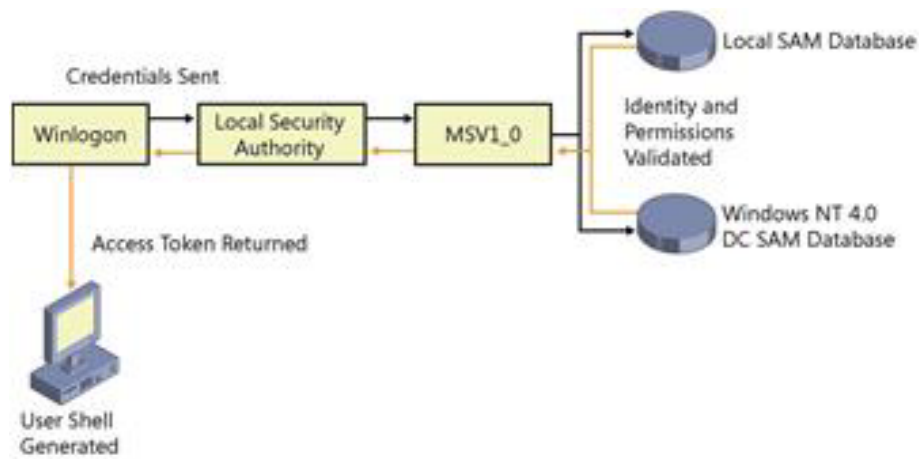 Local SAM Database
Credentials Sent
Winlogon
Local Security
Authority
MSV1_0
Identity and
Permissions
Validated
Windows NT 4.0
DC SAM Database
Access Token Returned
User Shell
Generated